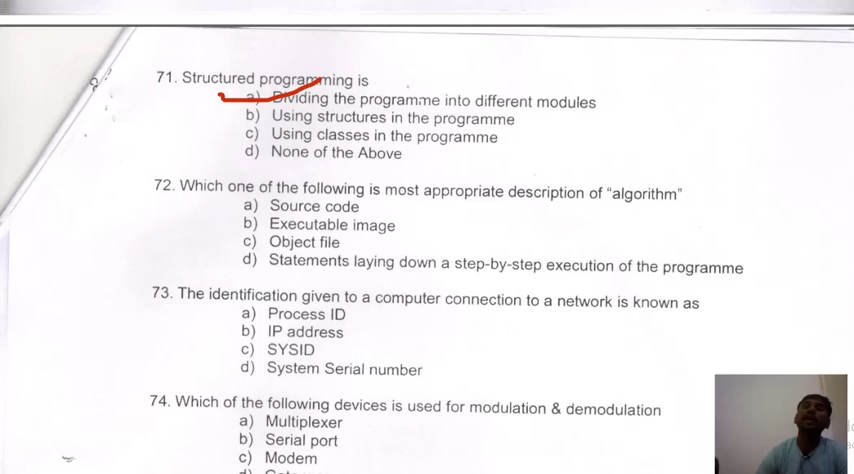 71. Structured programming is
a) Dividing the programme into different modules
b) Using structures in the programme
c) Using classes in the programme
d) None of the Above
72. Which one of the following is most appropriate description of “algorithm”
a) Source code
b) Executable image
c) Object file
d) Statements laying down a step-by-step execution of the programme
73. The identification given to a computer connection to a network is known as
a) Process ID
b) IP address
c) SYSID
d) System Serial number
74. Which of the following devices is used for modulation & demodulation
a) Multiplexer
b) Serial port
c) Modem